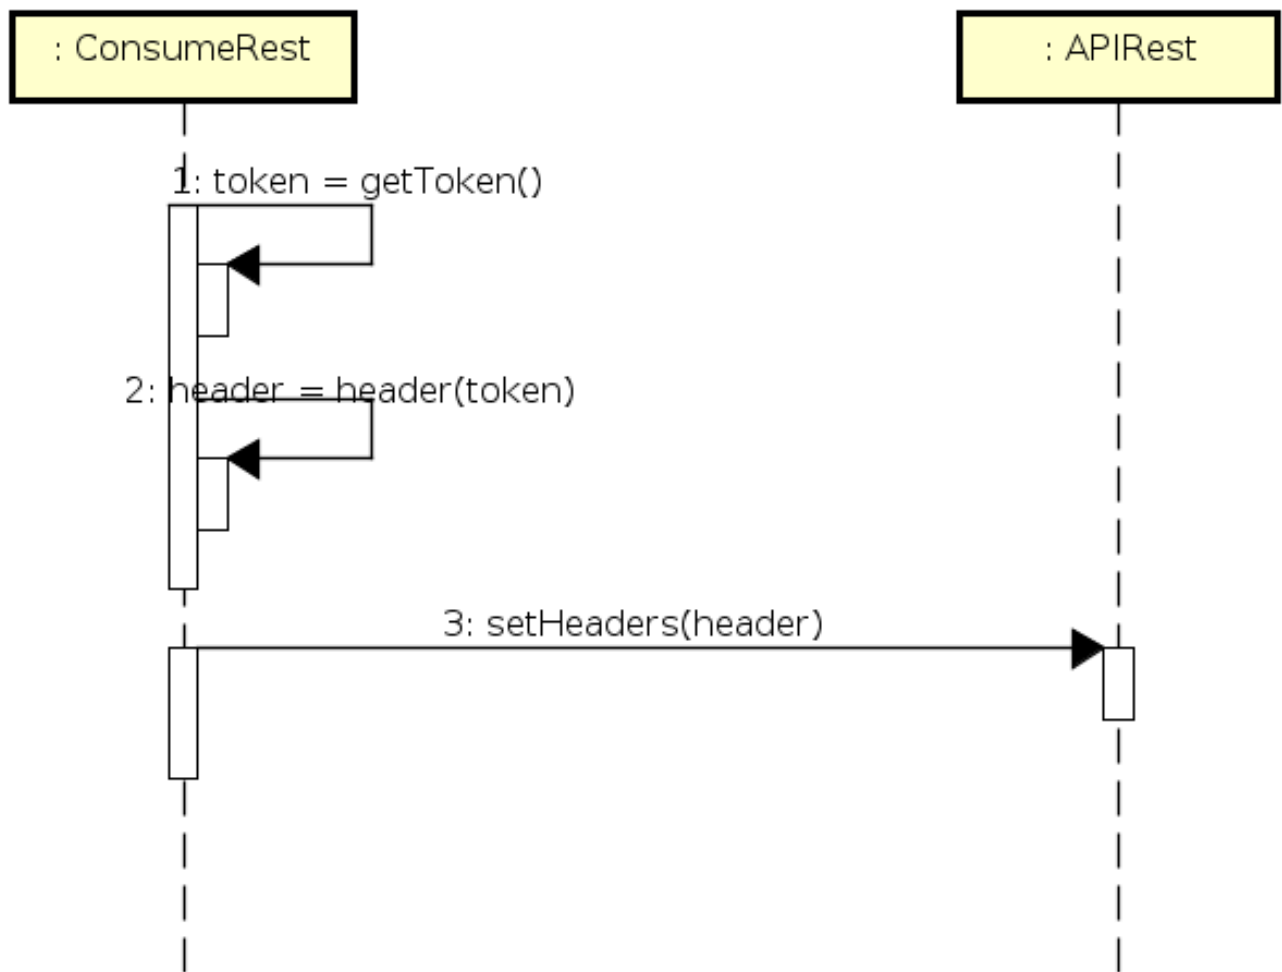 : ConsumeRest
: APIRest
1: token = getToken()
2: header = header(token)
3: setHeaders(header)